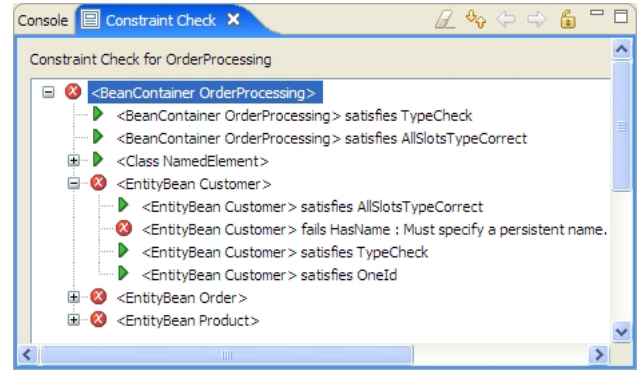 Console Constraint Check
Constraint Check for OrderProcessing
<BeanContainer OrderProcessing>
<BeanContainer OrderProcessing> satisfies TypeCheck
<BeanContainer OrderProcessing> satisfies AllSlotsTypeCorrect
<Class NamedElement>
<EntityBean Customer>
<EntityBean Customer> satisfies AllSlotsTypeCorrect
<EntityBean Customer> fails HasName : Must specify a persistent name.
<EntityBean Customer> satisfies TypeCheck
<EntityBean Customer> satisfies OneId
<EntityBean Order>
<EntityBean Product>